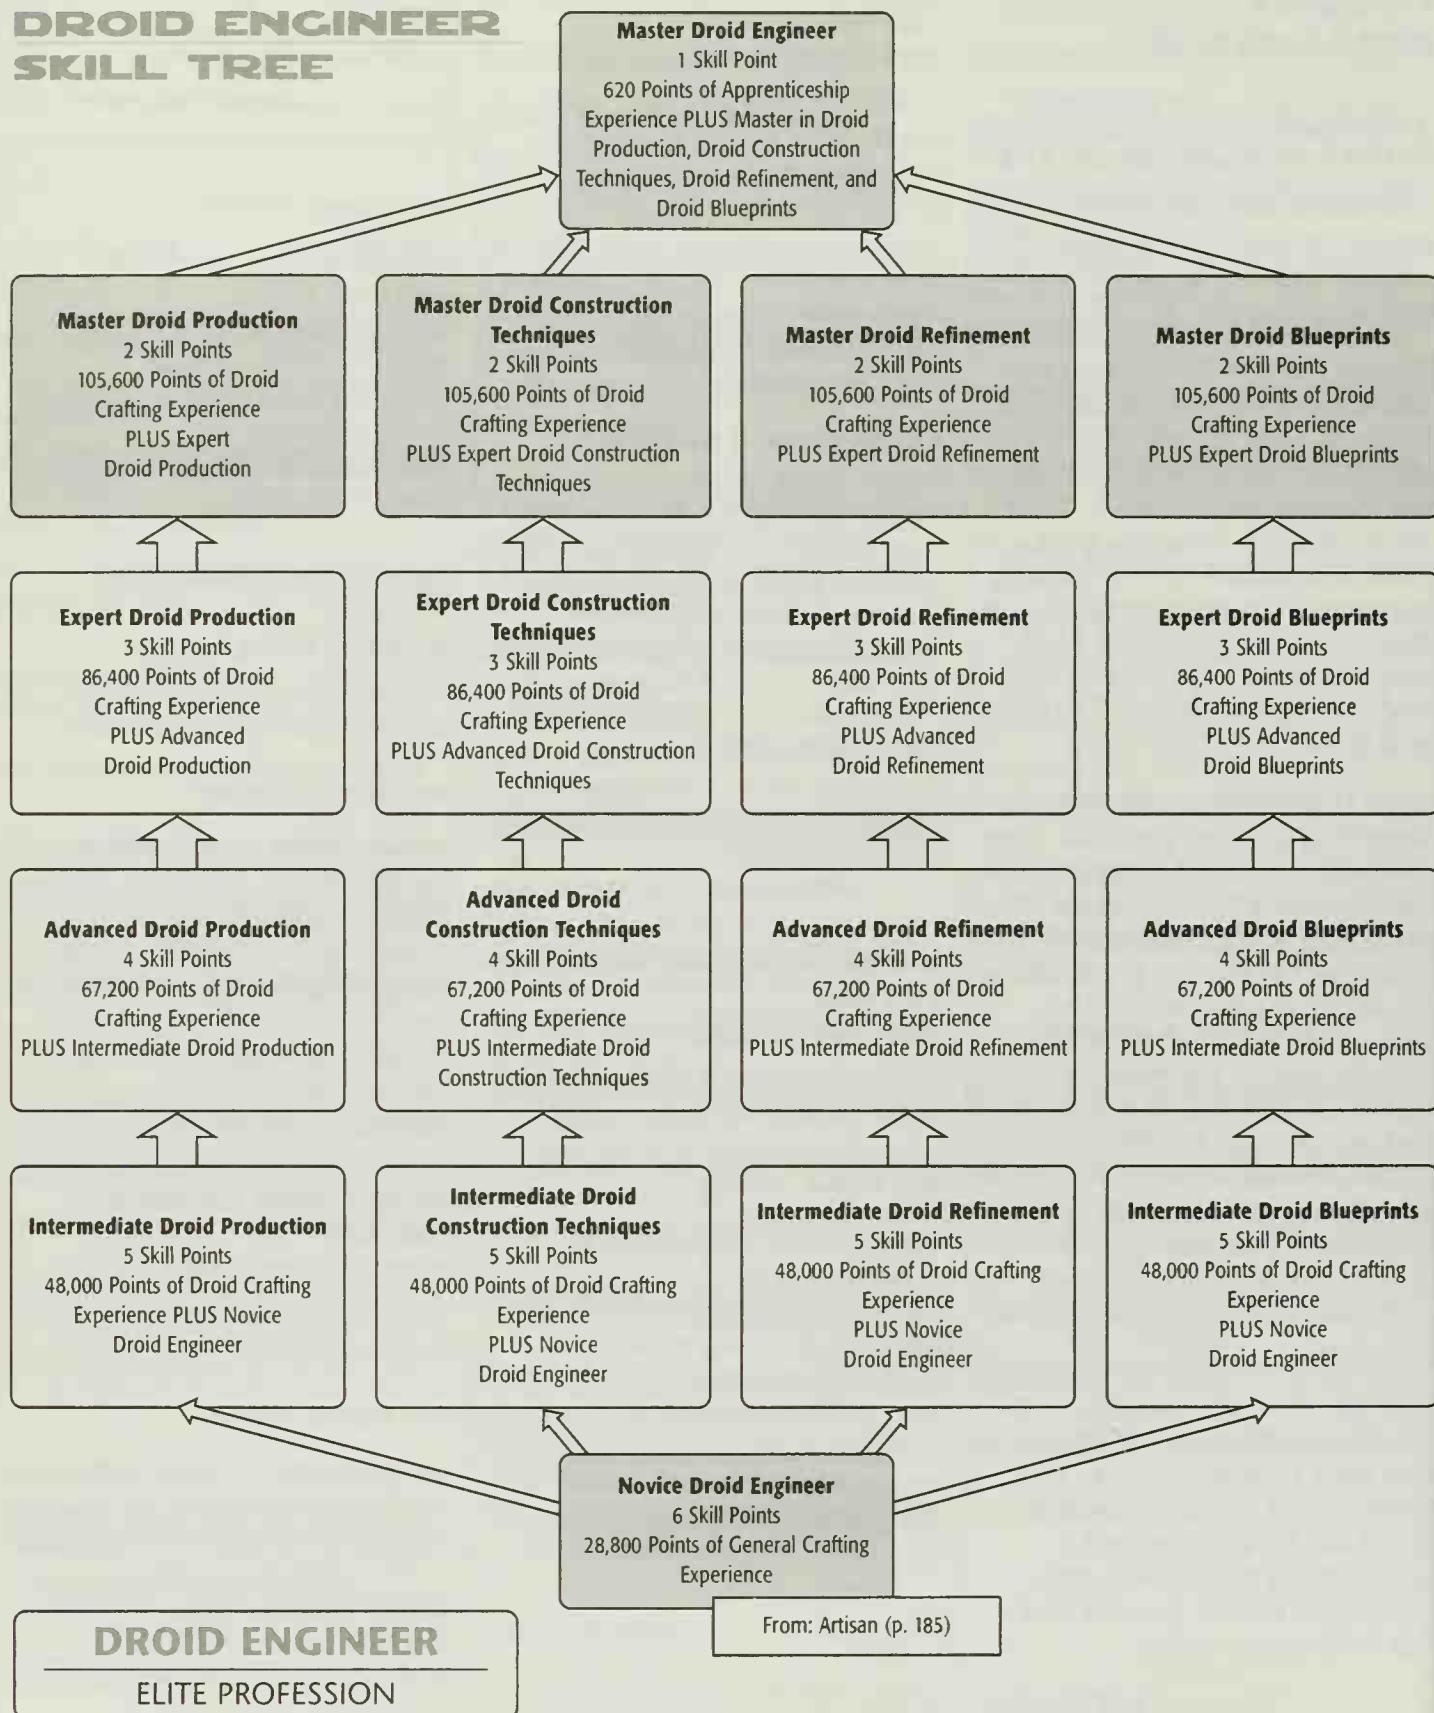 DROID ENGINEER
SKILL TREE
Master Droid Engineer
1 Skill Point
620 Points of Apprenticeship
Experience PLUS Master in Droid
Production, Droid Construction
Techniques, Droid Refinement, and
Droid Blueprints
Master Droid Production
2 Skill Points
105,600 Points of Droid
Crafting Experience
PLUS Expert
Droid Production
Master Droid Construction
Techniques
2 Skill Points
105,600 Points of Droid
Crafting Experience
PLUS Expert Droid Construction
Techniques
Master Droid Refinement
2 Skill Points
105,600 Points of Droid
Crafting Experience
PLUS Expert Droid Refinement
Master Droid Blueprints
2 Skill Points
105,600 Points of Droid
Crafting Experience
PLUS Expert Droid Blueprints
Expert Droid Production
3 Skill Points
86,400 Points of Droid
Crafting Experience
PLUS Advanced
Droid Production
Expert Droid Construction
Techniques
3 Skill Points
86,400 Points of Droid
Crafting Experience
PLUS Advanced Droid Construction
Techniques
Expert Droid Refinement
3 Skill Points
86,400 Points of Droid
Crafting Experience
PLUS Advanced
Droid Refinement
Expert Droid Blueprints
3 Skill Points
86,400 Points of Droid
Crafting Experience
PLUS Advanced
Droid Blueprints
Advanced Droid Production
4 Skill Points
67,200 Points of Droid
Crafting Experience
PLUS Intermediate Droid Production
Advanced Droid
Construction Techniques
4 Skill Points
67,200 Points of Droid
Crafting Experience
PLUS Intermediate Droid
Construction Techniques
Advanced Droid Refinement
4 Skill Points
67,200 Points of Droid
Crafting Experience
PLUS Intermediate Droid Refinement
Advanced Droid Blueprints
4 Skill Points
67,200 Points of Droid
Crafting Experience
PLUS Intermediate Droid Blueprints
Intermediate Droid Production
5 Skill Points
48,000 Points of Droid Crafting
Experience PLUS Novice
Droid Engineer
Intermediate Droid
Construction Techniques
5 Skill Points
48,000 Points of Droid Crafting
Experience
PLUS Novice
Droid Engineer
Intermediate Droid Refinement
5 Skill Points
48,000 Points of Droid Crafting
Experience
PLUS Novice
Droid Engineer
Intermediate Droid Blueprints
5 Skill Points
48,000 Points of Droid Crafting
Experience
PLUS Novice
Droid Engineer
Novice Droid Engineer
6 Skill Points
28,800 Points of General Crafting
Experience
From: Artisan (p. 185)
DROID ENGINEER
ELITE PROFESSION